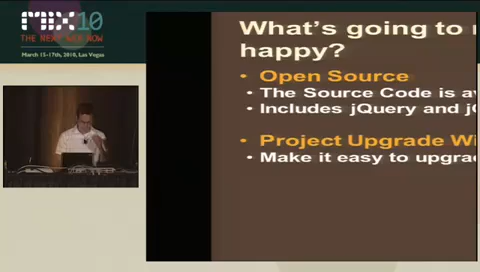 MIX10
THE NEXT WEB NOW
March 15-17th, 2010, Las Vegas
What's going to
happy?
• Open Source
• The Source Code is
• Includes jQuery and
• Project Upgrade
• Make it easy to